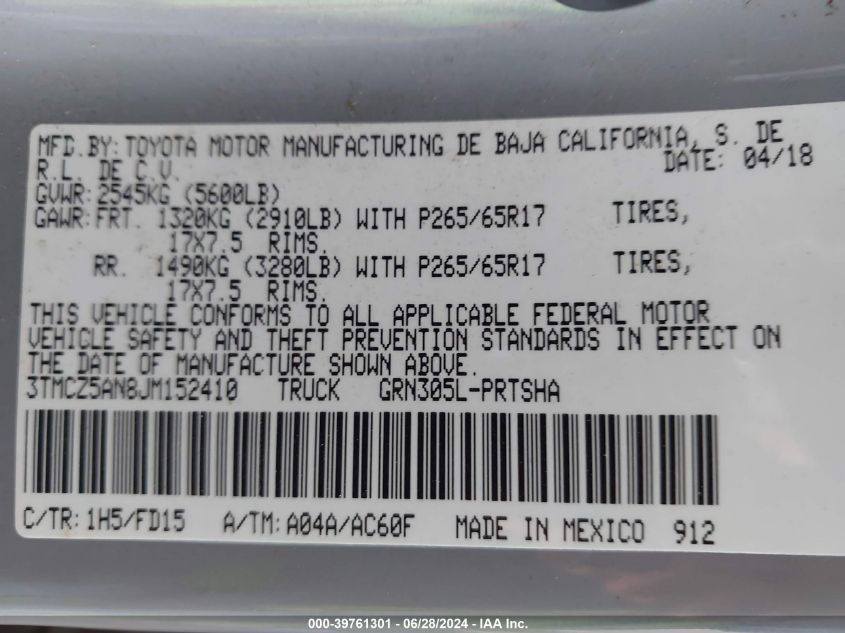 MFD.BY:TOYOTA MOTOR MANUFACTURING DE BAJA CALIFORNIA, S. DE
R.L. DE C.V. DATE: 04/18
GVWR:2545KG (5600LB)
GAWR:FRT. 1320KG (2910LB) WITH P265/65R17 TIRES,
17X7.5 RIMS.
RR. 1490KG (3280LB) WITH P265/65R17 TIRES,
17X7.5 RIMS.
THIS VEHICLE CONFORMS TO ALL APPLICABLE FEDERAL MOTOR
VEHICLE SAFETY AND THEFT PREVENTION STANDARDS IN EFFECT ON
THE DATE OF MANUFACTURE SHOWN ABOVE.
3TMCZ5AN8JM152410 TRUCK GRN305L-PRTSHA
C/TR:1H5/FD15 A/TM:A04A/AC60F MADE IN MEXICO 912
000-39761301 - 06/28/2024 - IAA Inc.